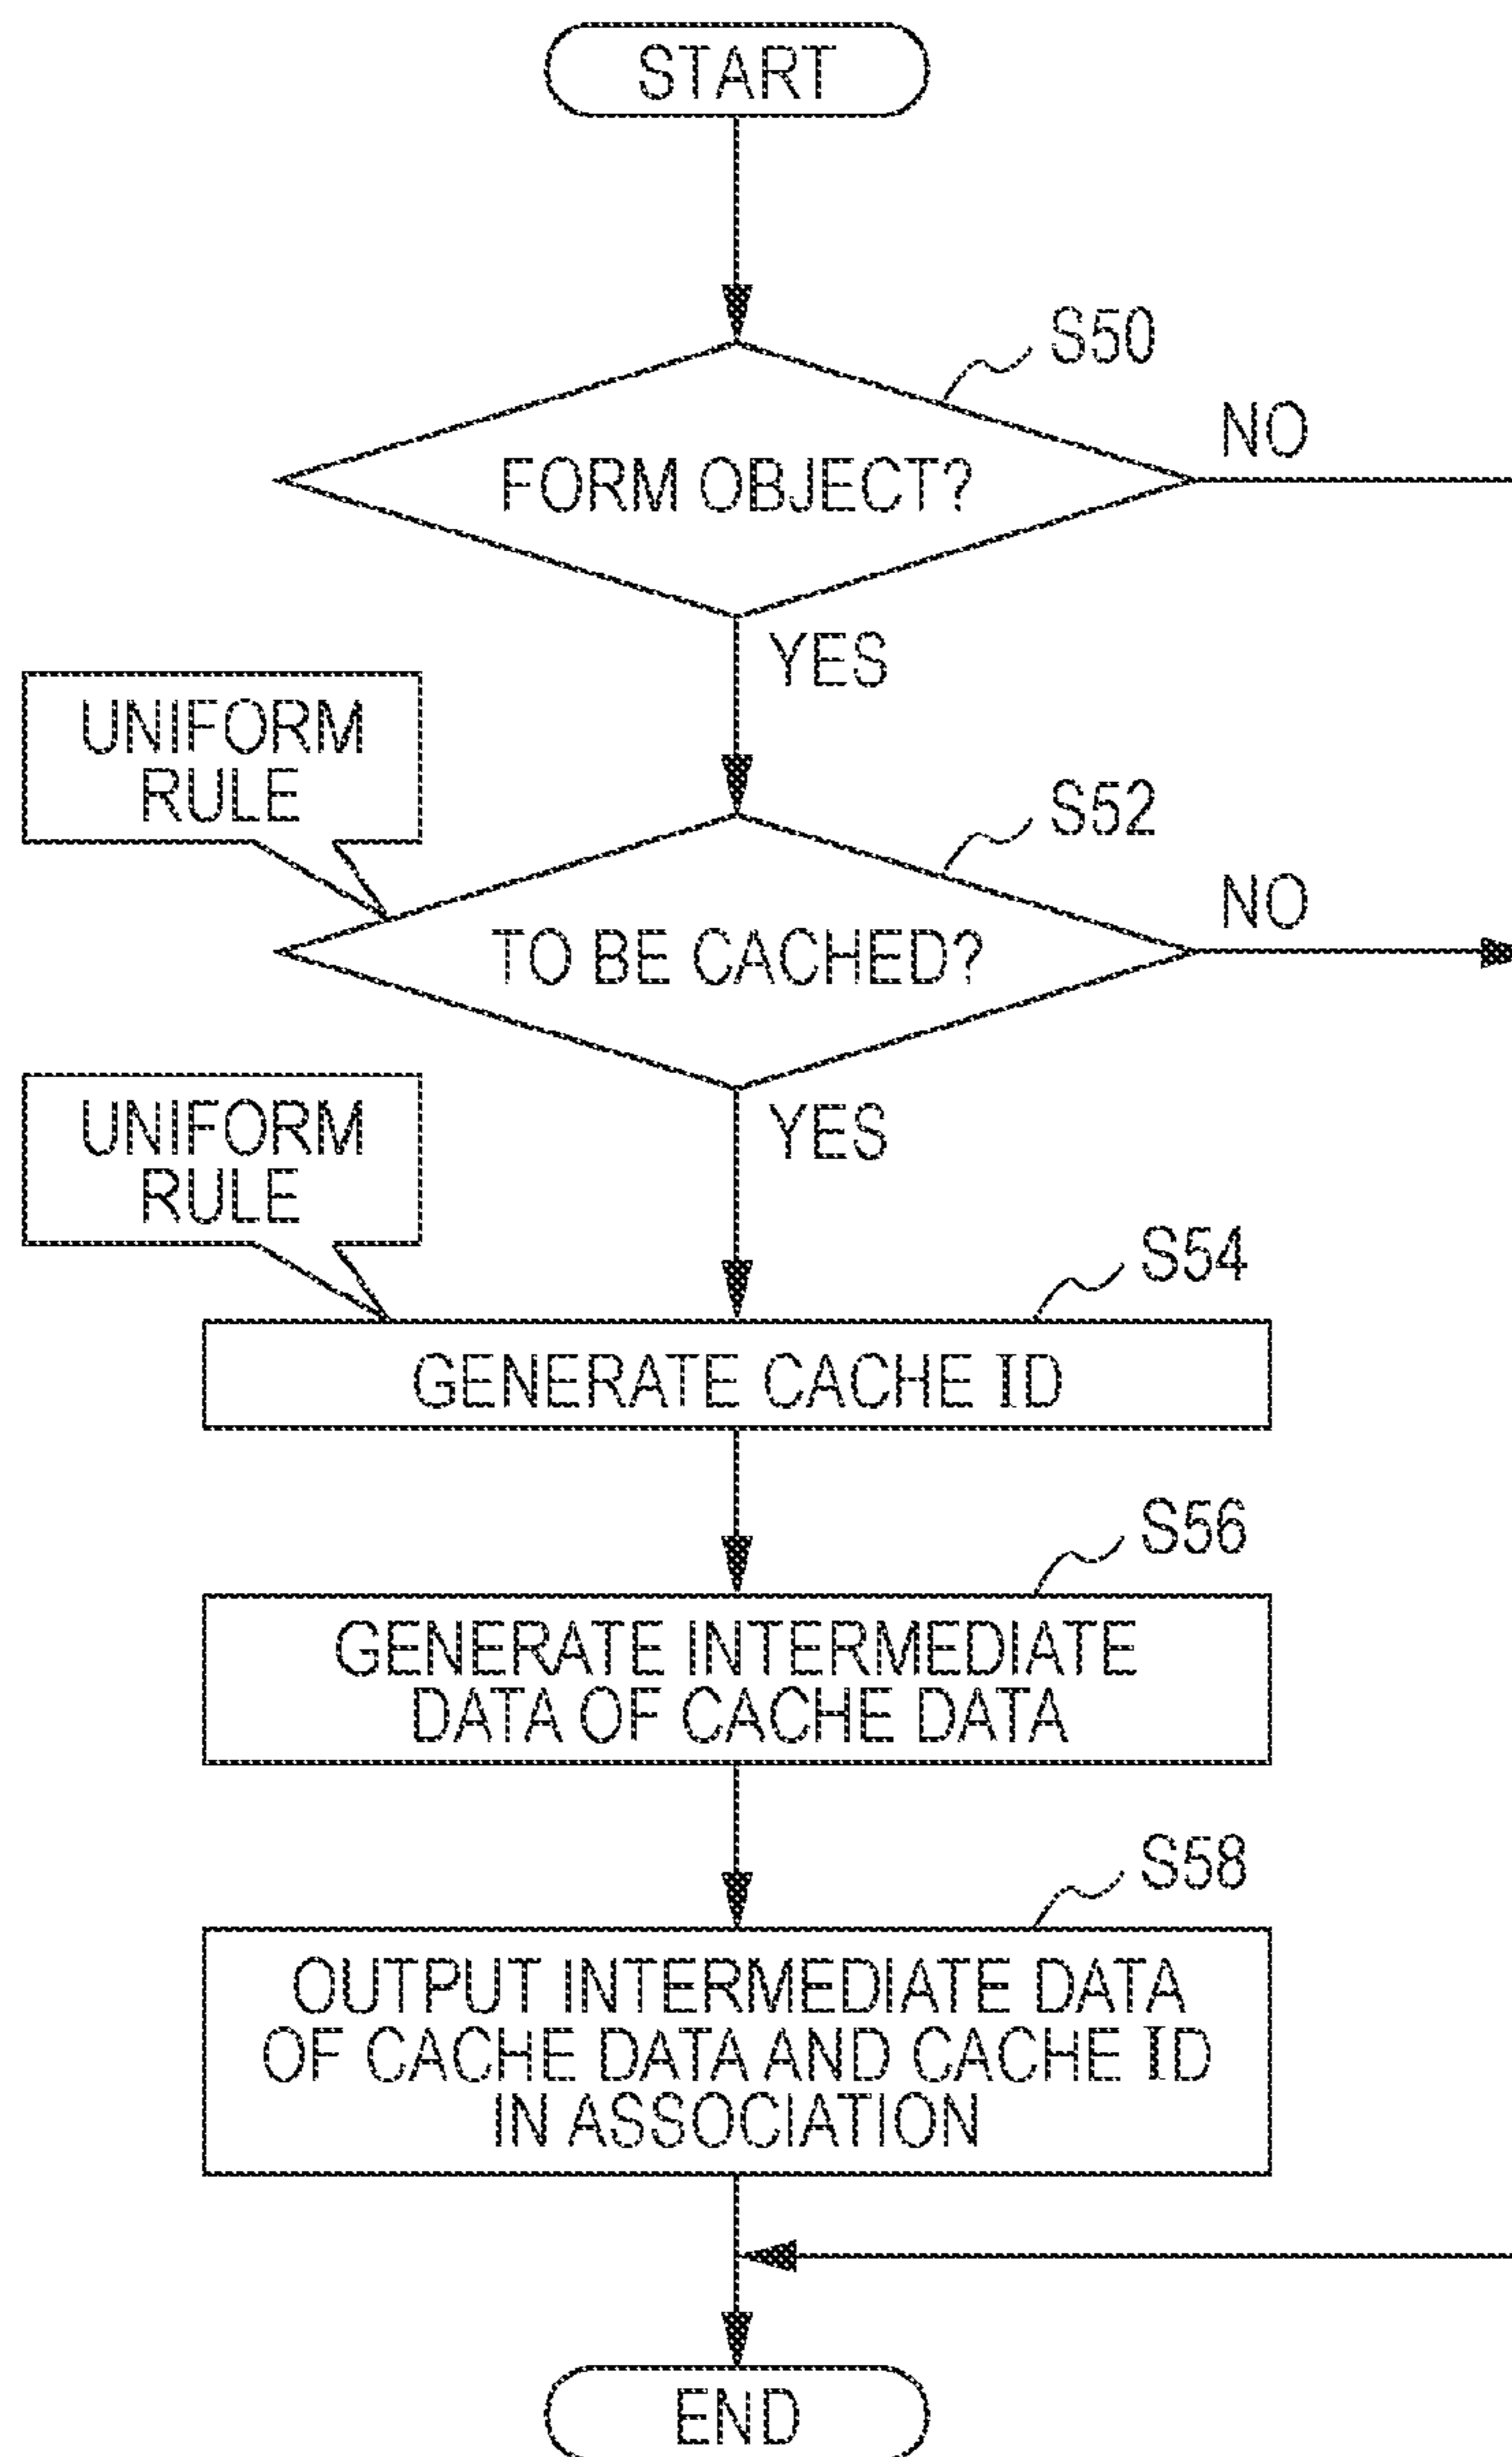 START
S50
FORM OBJECT?
NO
YES
UNIFORM
RULE
S52
TO BE CACHED?
NO
YES
UNIFORM
RULE
S54
GENERATE CACHE ID
S56
GENERATE INTERMEDIATE
DATA OF CACHE DATA
S58
OUTPUT INTERMEDIATE DATA
OF CACHE DATA AND CACHE ID
IN ASSOCIATION
END